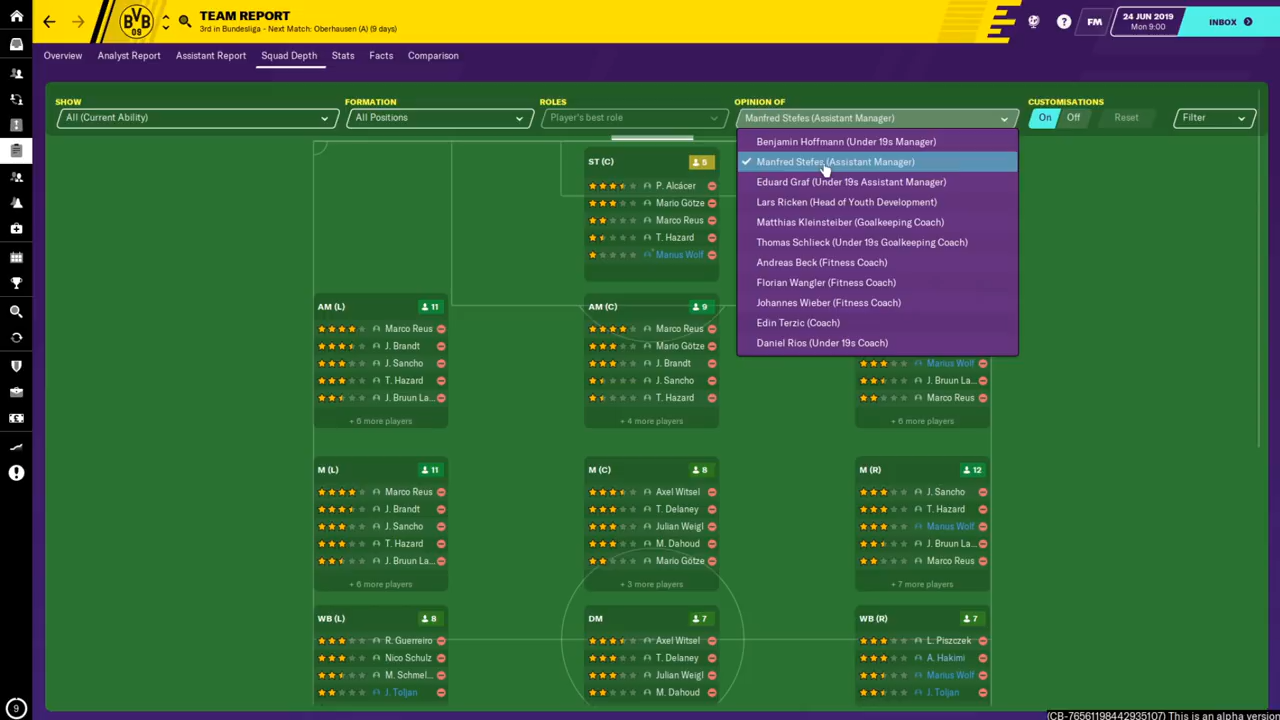 BVB
09
TEAM REPORT
3rd in Bundesliga - Next Match: Oberhausen (A) (9 days)
FM
24 JUN 2019
Mon 9:00
INBOX
Overview
Analyst Report
Assistant Report
Squad Depth
Stats
Facts
Comparison
SHOW
All (Current Ability)
FORMATION
All Positions
ROLES
Player's best role
OPINION OF
Manfred Stefes (Assistant Manager)
CUSTOMISATIONS
On
Off
Reset
Filter
Benjamin Hoffmann (Under 19s Manager)
Manfred Stefes (Assistant Manager)
Eduard Graf (Under 19s Assistant Manager)
Lars Ricken (Head of Youth Development)
Matthias Kleinsteiber (Goalkeeping Coach)
Thomas Schlieck (Under 19s Goalkeeping Coach)
Andreas Beck (Fitness Coach)
Florian Wangler (Fitness Coach)
Johannes Wieber (Fitness Coach)
Edin Terzic (Coach)
Daniel Rios (Under 19s Coach)
ST (C) 5
P. Alcácer
Mario Götze
Marco Reus
T. Hazard
Marius Wolf
AM (L) 11
Marco Reus
J. Brandt
J. Sancho
T. Hazard
J. Bruun La...
+ 6 more players
AM (C) 9
Marco Reus
Mario Götze
J. Brandt
J. Sancho
T. Hazard
+ 4 more players
Marius Wolf
J. Bruun La...
Marco Reus
+ 6 more players
M (L) 11
Marco Reus
J. Brandt
J. Sancho
T. Hazard
J. Bruun La...
+ 6 more players
M (C) 8
Axel Witsel
T. Delaney
Julian Weigl
M. Dahoud
Mario Götze
+ 3 more players
M (R) 12
J. Sancho
T. Hazard
Marius Wolf
J. Bruun La...
Marco Reus
+ 7 more players
WB (L) 8
R. Guerreiro
Nico Schulz
M. Schmel...
J. Toljan
DM 7
Axel Witsel
T. Delaney
Julian Weigl
M. Dahoud
WB (R) 7
L. Piszczek
A. Hakimi
Marius Wolf
J. Toljan
9
(CB-76561198442935107) This is an alpha version